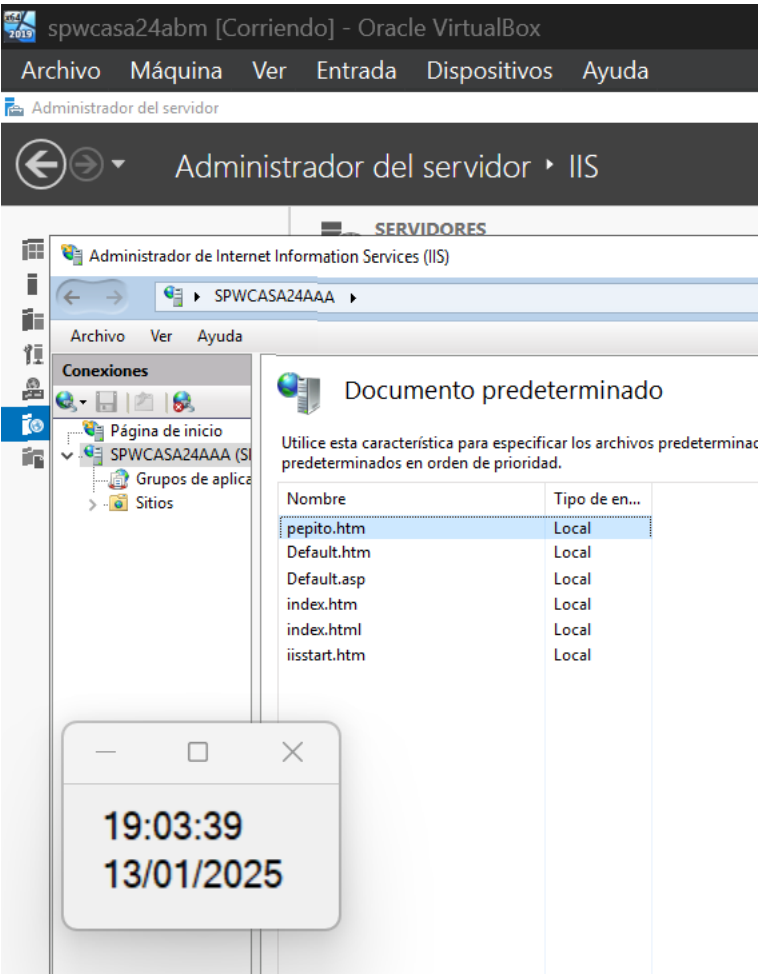 x64
2019
spwcasa24abm [Corriendo] - Oracle VirtualBox
Archivo Máquina Ver Entrada Dispositivos Ayuda
Administrador del servidor
Administrador del servidor ‣ IIS
SERVIDORES
Administrador de Internet Information Services (IIS)
SPWCASA24AAA
Archivo Ver Ayuda
Conexiones
Página de inicio
SPWCASA24AAA (S
Grupos de aplica
Sitios
Documento predeterminado
Utilice esta característica para especificar los archivos predeterminad
predeterminados en orden de prioridad.
Nombre Tipo de en...
pepito.htm Local
Default.htm Local
Default.asp Local
index.htm Local
index.html Local
iisstart.htm Local
19:03:39
13/01/2025